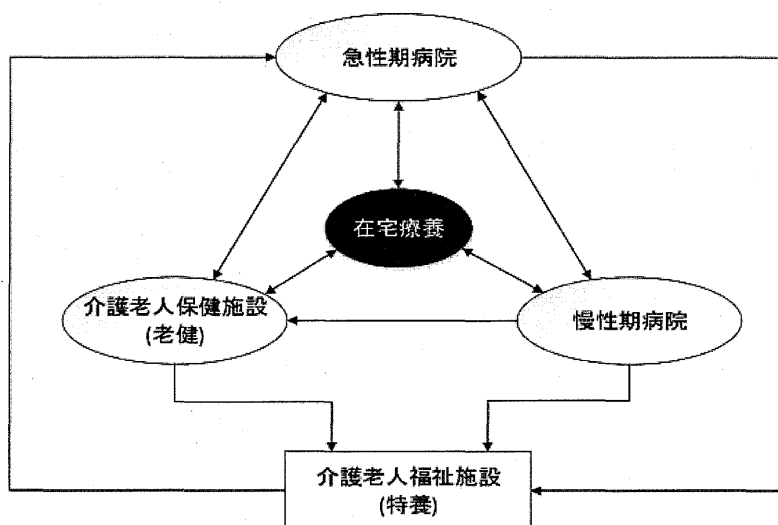 急性期病院
在宅療養
介護老人保健施設
(老健)
慢性期病院
介護老人福祉施設
(特養)